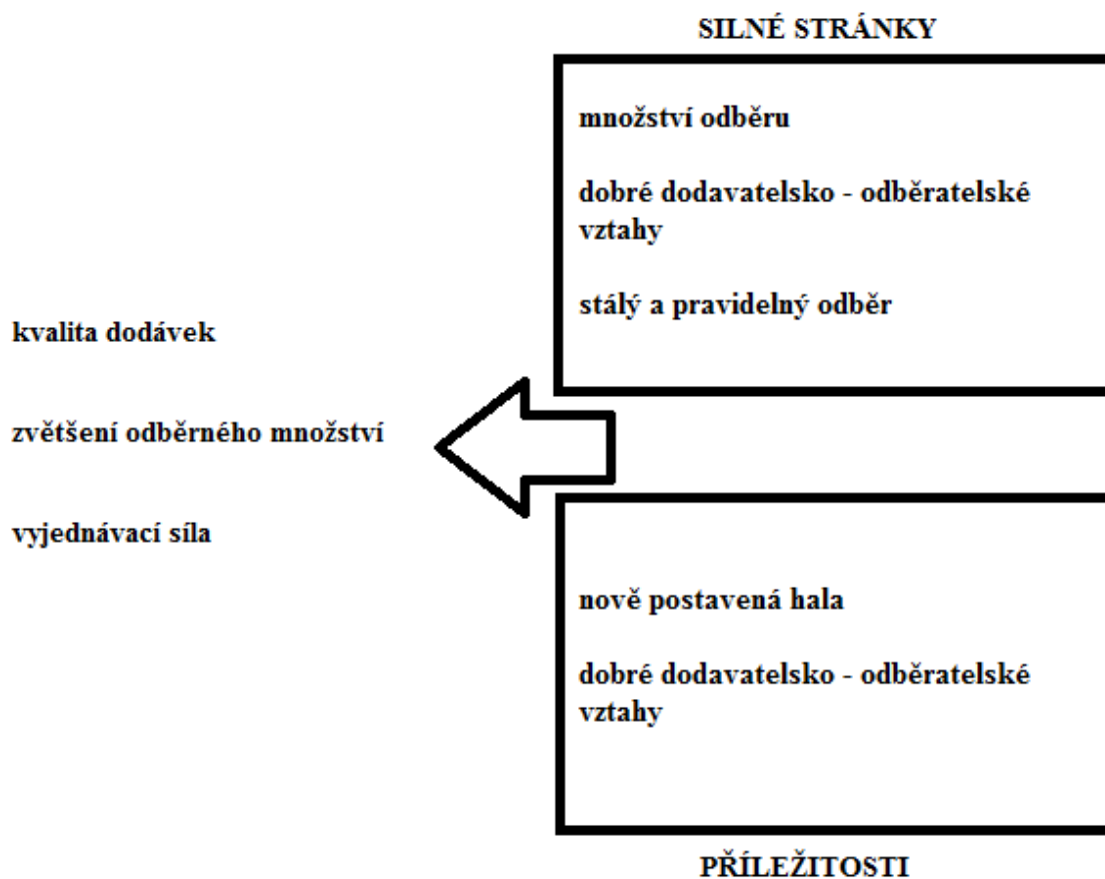 SILNÉ STRÁNKY
množství odběru
dobré dodavatelsko - odběratelské
vztahy
stálý a pravidelný odběr
kvalita dodávek
zvětšení odběrného množství
vyjednávací síla
nově postavená hala
dobré dodavatelsko - odběratelské
vztahy
PŘÍLEŽITOSTI